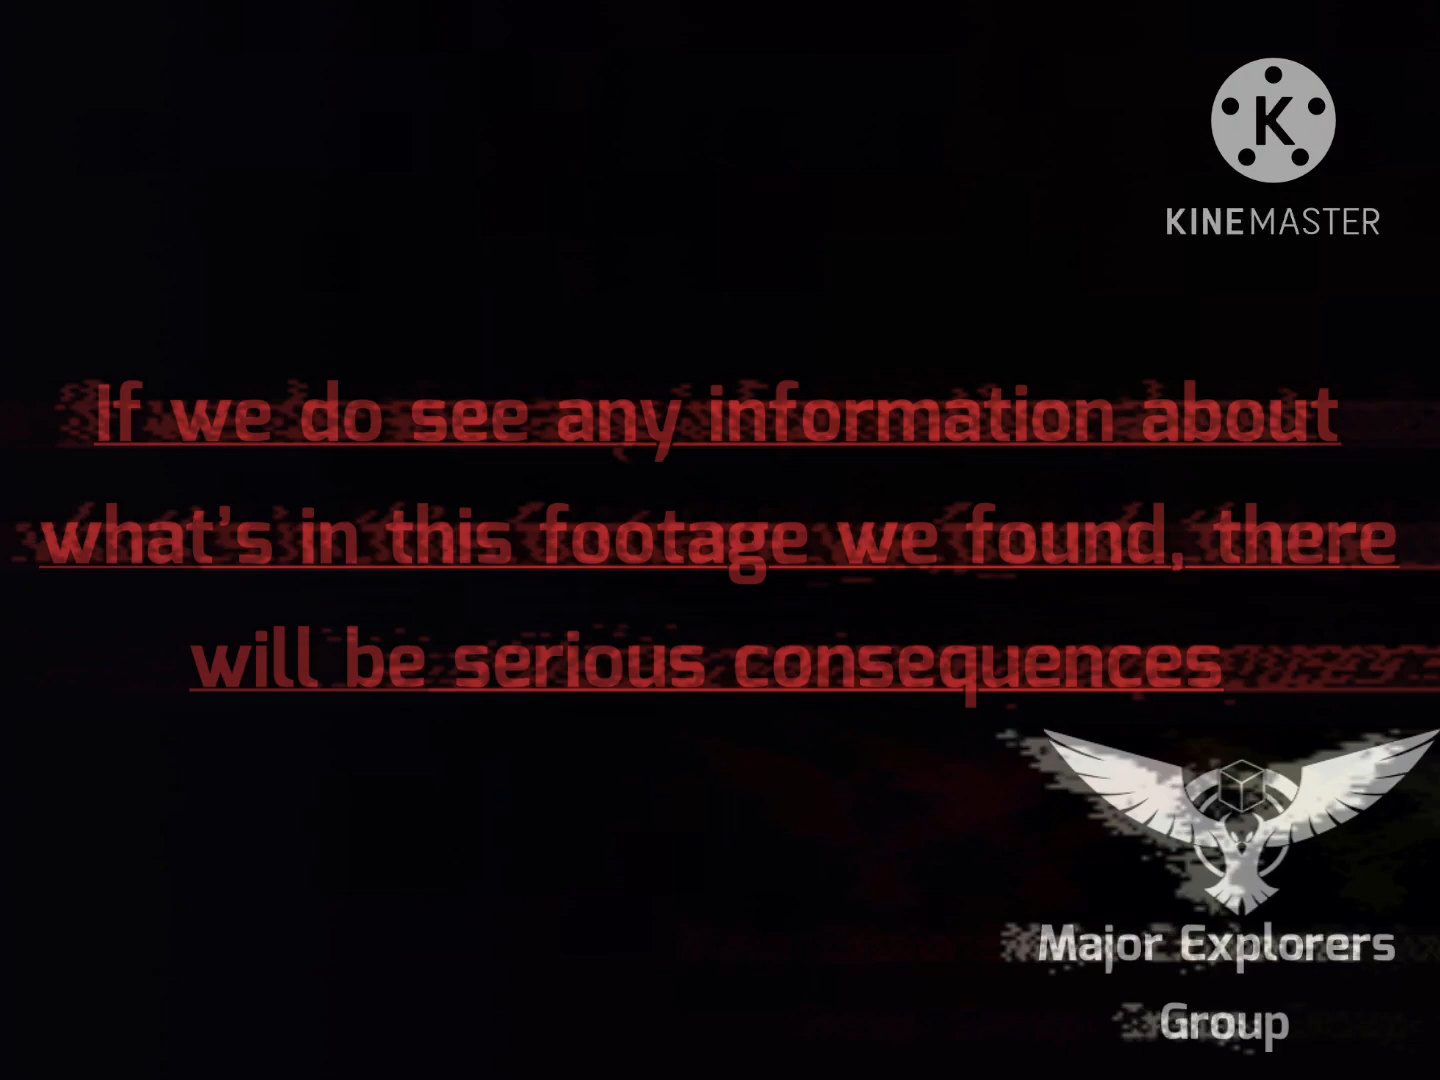 K
KINEMASTER
If we do see any information about
what's in this footage we found, there
will be serious consequences
Major Explorers
Group